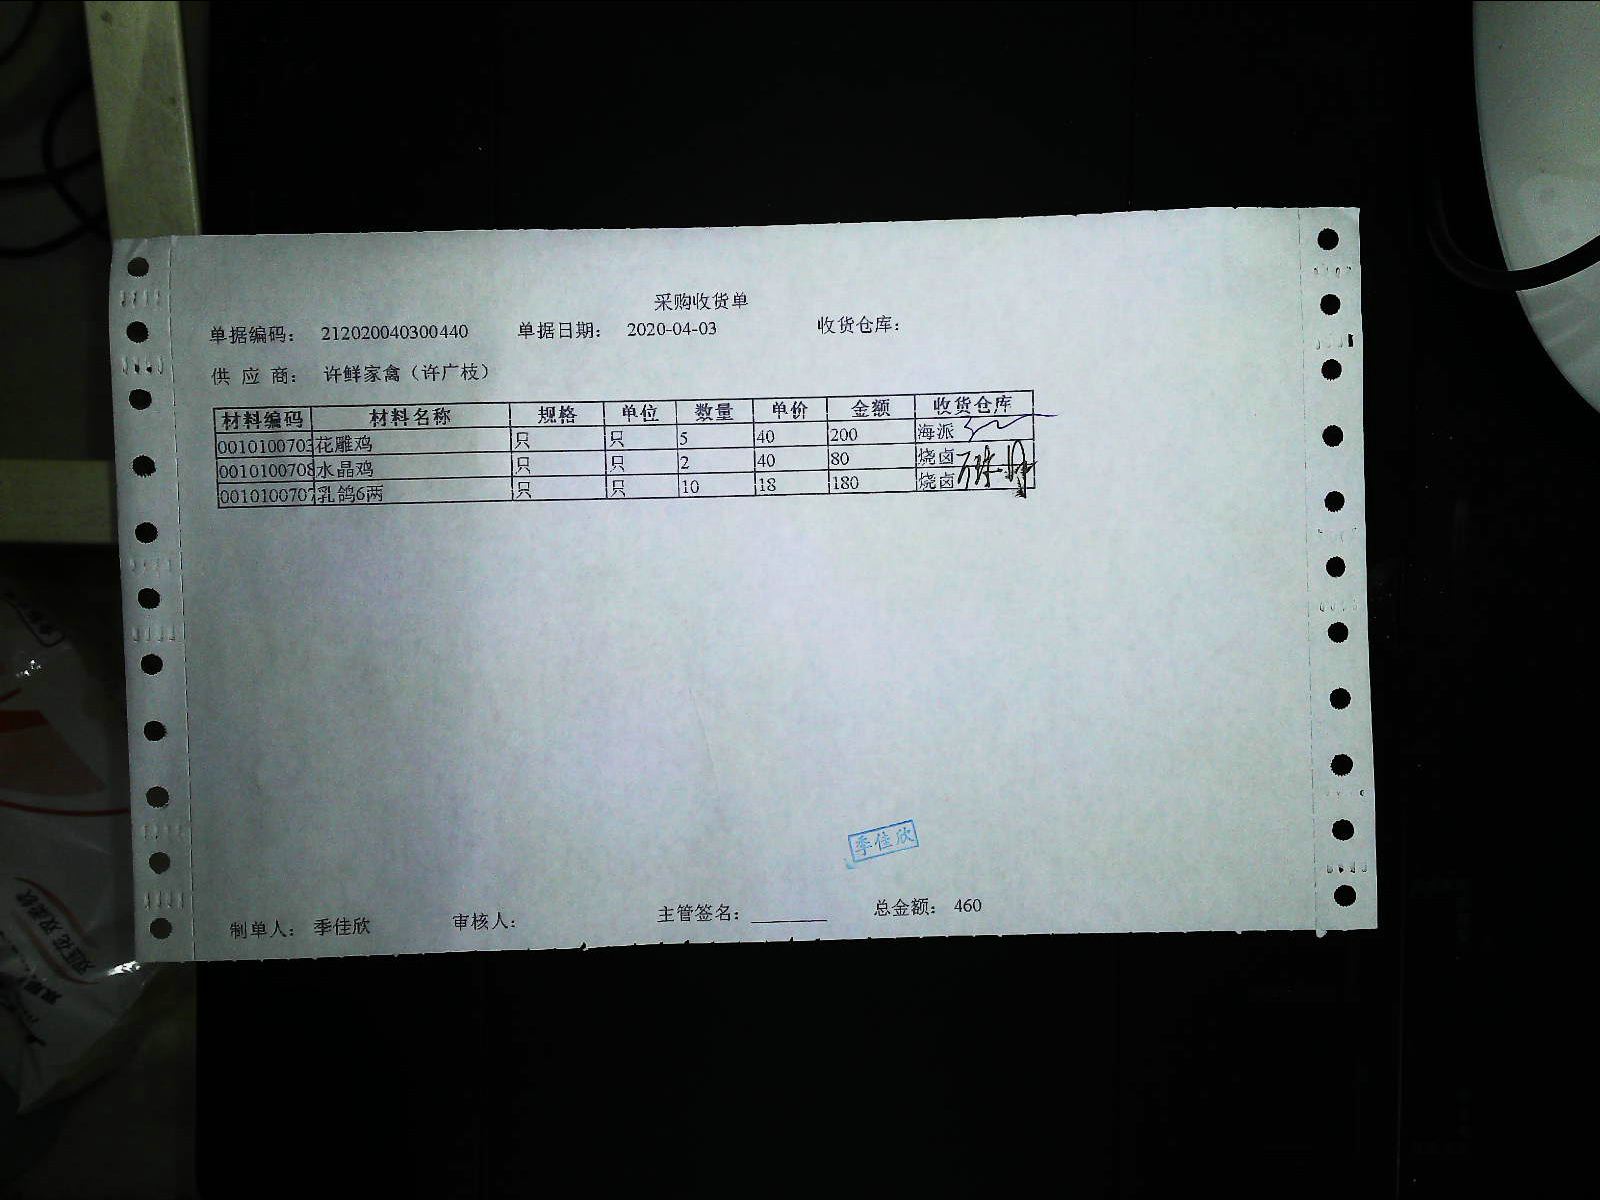 采购收货单
单据编码： 212020040300440 单据日期： 2020-04-03 收货仓库：
供 应 商： 许鲜家禽（许广枝）
材料编码 材料名称 规格 单位 数量 单价 金额 收货仓库
0010100703 花雕鸡 只 只 5 40 200 海派
0010100708 水晶鸡 只 只 2 40 80 烧卤
0010100707 乳鸽6两 只 只 10 18 180 烧卤
季佳欣
制单人： 季佳欣 审核人： 主管签名：________ 总金额： 460